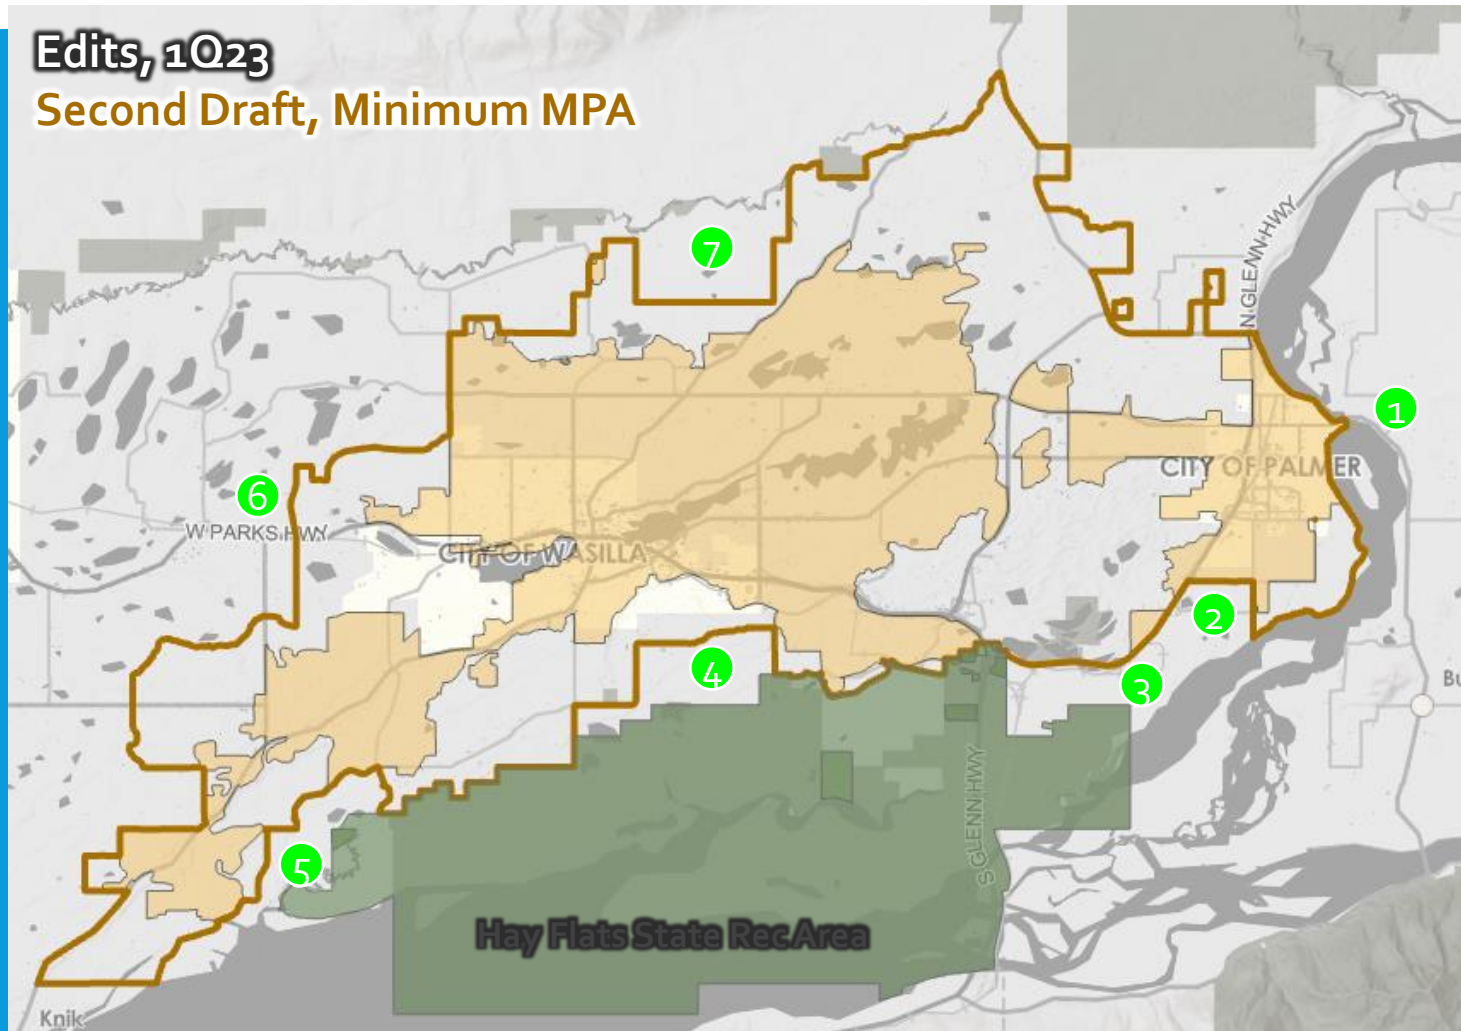 Edits, 1Q23
Second Draft, Minimum MPA
7
N GLENN HWY
1
CITY OF PALMER
6
W PARKS HWY
CITY OF WASILLA
2
4
3
Bu
S GLENN HWY
5
Hay Flats State Rec Area
Knik